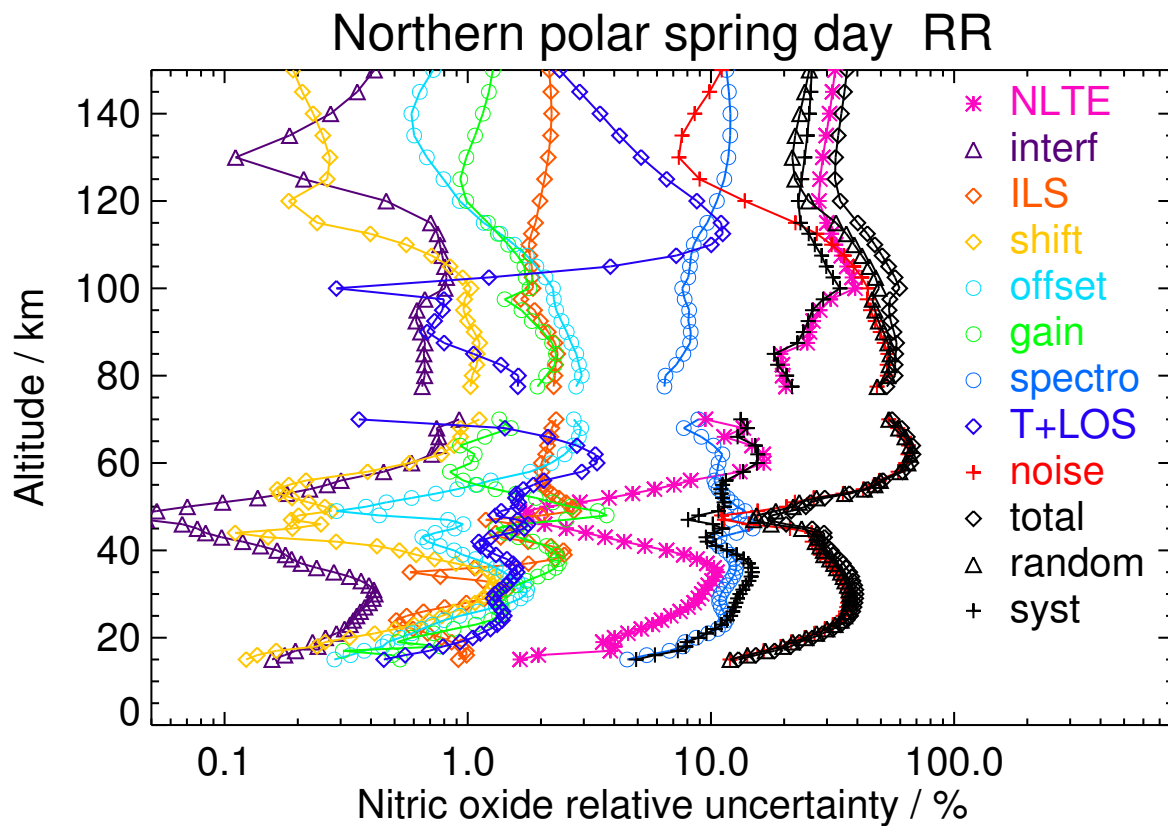 Northern polar spring day RR
Altitude / km
140
120
100
80
60
40
20
0
NLTE
interf
ILS
shift
offset
gain
spectro
T+LOS
noise
total
random
syst
0.1 1.0 10.0 100.0
Nitric oxide relative uncertainty / %